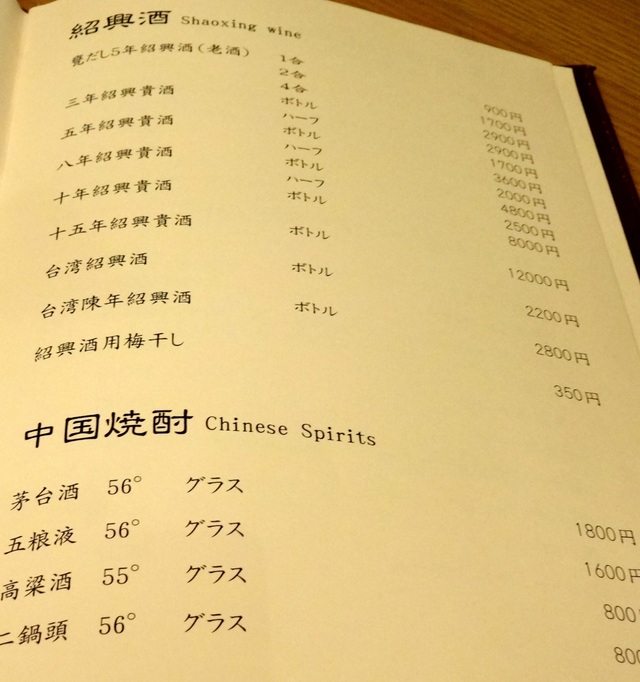 紹興酒 Shaoxing wine
甕だし5年紹興酒(老酒) 1合 900円
2合 1700円
4合 2900円
三年紹興貴酒 ボトル 2900円
ハーフ 1700円
五年紹興貴酒 ボトル 3600円
ハーフ 2000円
八年紹興貴酒 ボトル 4800円
ハーフ 2500円
十年紹興貴酒 ボトル 8000円
十五年紹興貴酒 ボトル 12000円
台湾紹興酒 ボトル 2200円
台湾陳年紹興酒 ボトル 2800円
紹興酒用梅干し 350円
中国焼酎 Chinese Spirits
茅台酒 56° グラス 1800円
五粮液 56° グラス 1600円
高梁酒 55° グラス 800円
二鍋頭 56° グラス 800